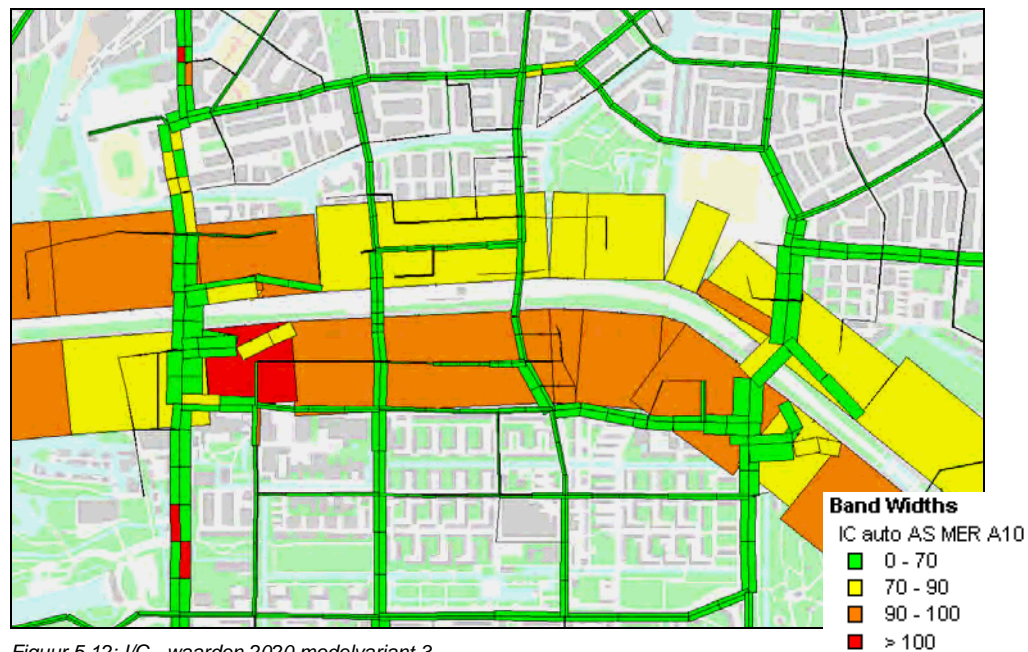 Band Widths
IC auto AS MER A10
0 - 70
70 - 90
90 - 100
> 100
Figuur 5.12: I/C - waarden 2020 modelvariant 3